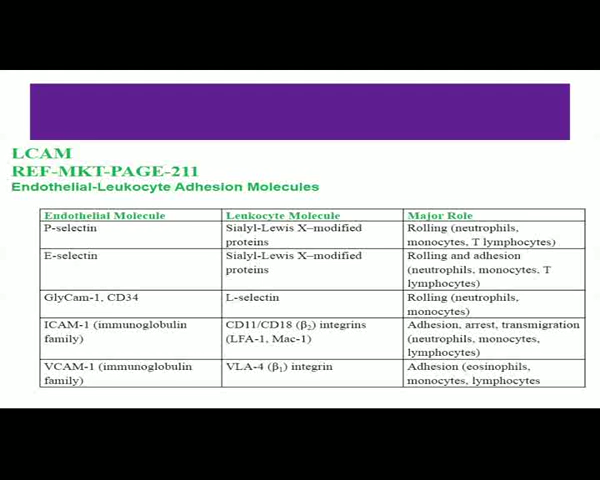 LCAM
REF-MKT-PAGE-211
Endothelial-Leukocyte Adhesion Molecules
Endothelial Molecule Leukocyte Molecule Major Role
P-selectin Sialyl-Lewis X–modified proteins Rolling (neutrophils, monocytes, T lymphocytes)
E-selectin Sialyl-Lewis X–modified proteins Rolling and adhesion (neutrophils, monocytes, T lymphocytes)
GlyCam-1, CD34 L-selectin Rolling (neutrophils, monocytes)
ICAM-1 (immunoglobulin family) CD11/CD18 (β₂) integrins (LFA-1, Mac-1) Adhesion, arrest, transmigration (neutrophils, monocytes, lymphocytes)
VCAM-1 (immunoglobulin family) VLA-4 (β₁) integrin Adhesion (eosinophils, monocytes, lymphocytes